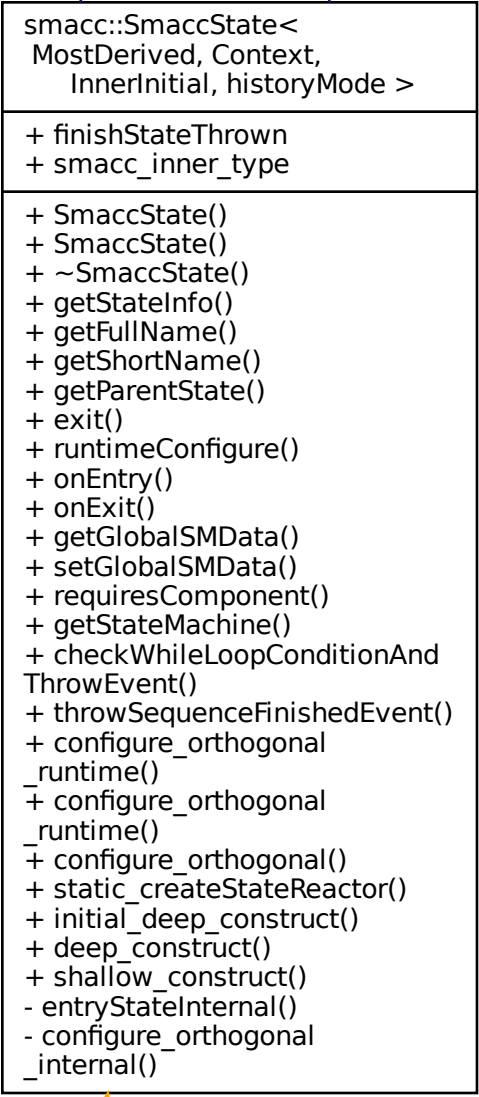 smacc::SmaccState<
MostDerived, Context,
InnerInitial, historyMode >
+ finishStateThrown
+ smacc_inner_type
+ SmaccState()
+ SmaccState()
+ ~SmaccState()
+ getStateInfo()
+ getFullName()
+ getShortName()
+ getParentState()
+ exit()
+ runtimeConfigure()
+ onEntry()
+ onExit()
+ getGlobalSMData()
+ setGlobalSMData()
+ requiresComponent()
+ getStateMachine()
+ checkWhileLoopConditionAnd
ThrowEvent()
+ throwSequenceFinishedEvent()
+ configure_orthogonal
_runtime()
+ configure_orthogonal
_runtime()
+ configure_orthogonal()
+ static_createStateReactor()
+ initial_deep_construct()
+ deep_construct()
+ shallow_construct()
- entryStateInternal()
- configure_orthogonal
_internal()